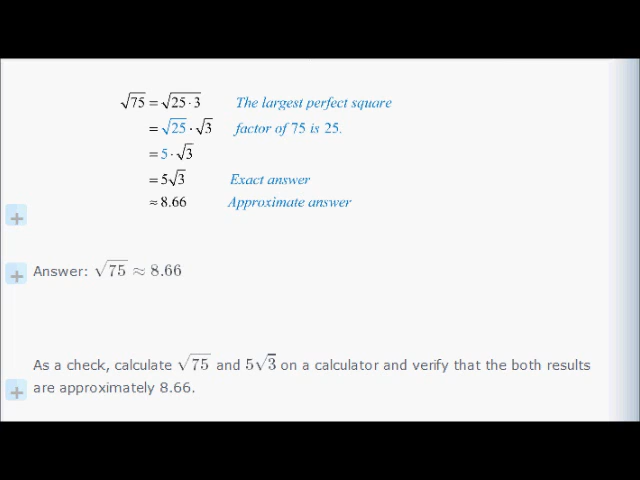 √75 = √25 · 3 The largest perfect square
= √25 · √3 factor of 75 is 25.
= 5 · √3
= 5√3 Exact answer
≈ 8.66 Approximate answer
Answer: √75 ≈ 8.66
As a check, calculate √75 and 5√3 on a calculator and verify that the both results
are approximately 8.66.